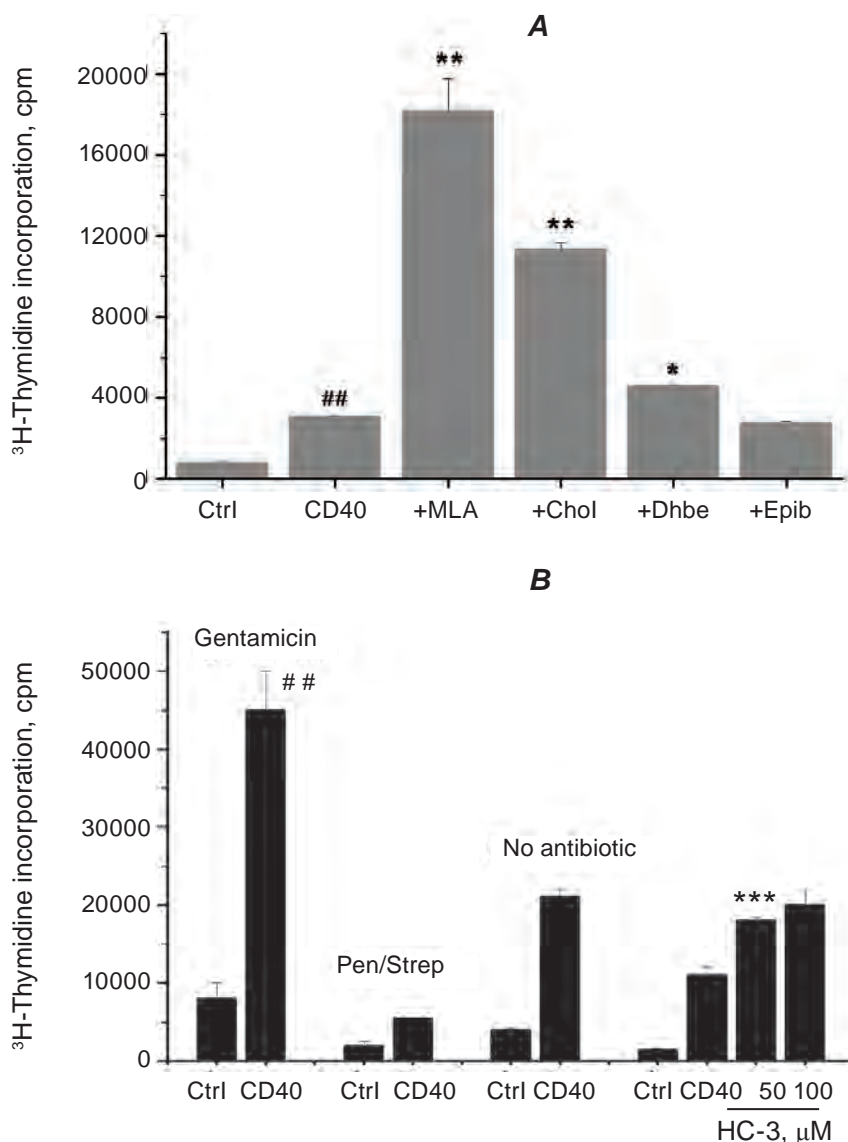 A
³H-Thymidine incorporation, cpm
20000
16000
12000
8000
4000
0
**
**
##
*
Ctrl CD40 +MLA +Chol +Dhbe +Epib
B
³H-Thymidine incorporation, cpm
50000
40000
30000
20000
10000
0
Gentamicin
# #
Pen/Strep
No antibiotic
***
Ctrl CD40 Ctrl CD40 Ctrl CD40 Ctrl CD40 50 100
HC-3, µM